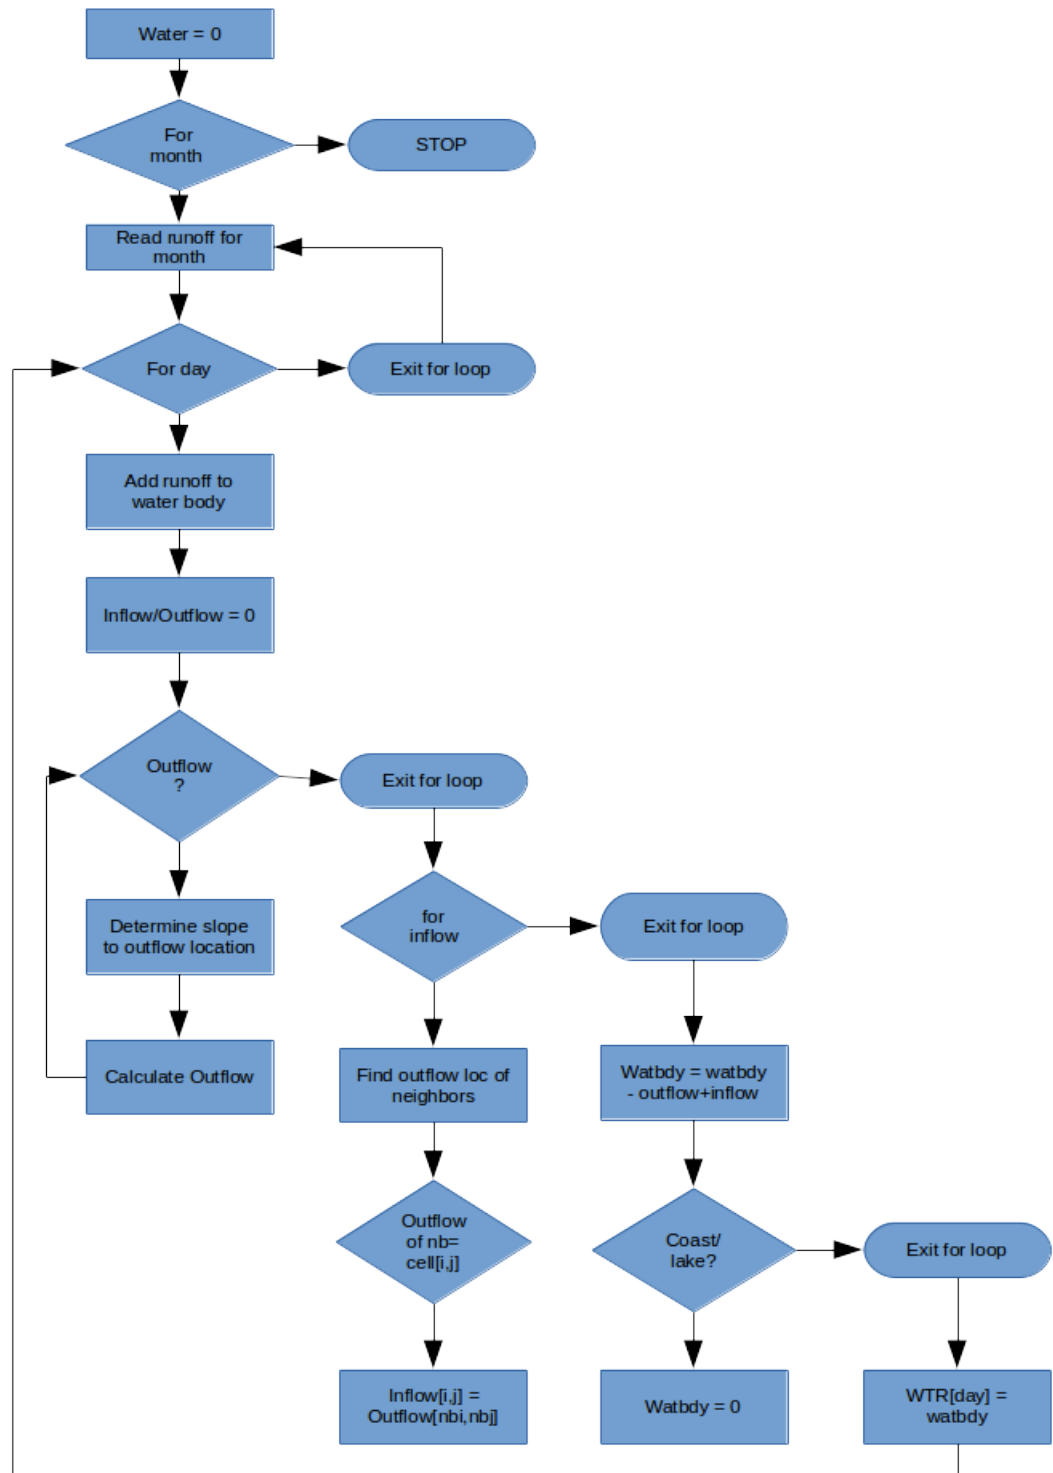 Water = 0
For
month
STOP
Read runoff for
month
For day
Exit for loop
Add runoff to
water body
Inflow/Outflow = 0
Outflow
?
Exit for loop
for
inflow
Exit for loop
Determine slope
to outflow location
Calculate Outflow
Find outflow loc of
neighbors
Watbdy = watbdy
- outflow+inflow
Outflow
of nb=
cell[i,j]
Coast/
lake?
Exit for loop
Inflow[i,j] =
Outflow[nbi,nbj]
Watbdy = 0
WTR[day] =
watbdy